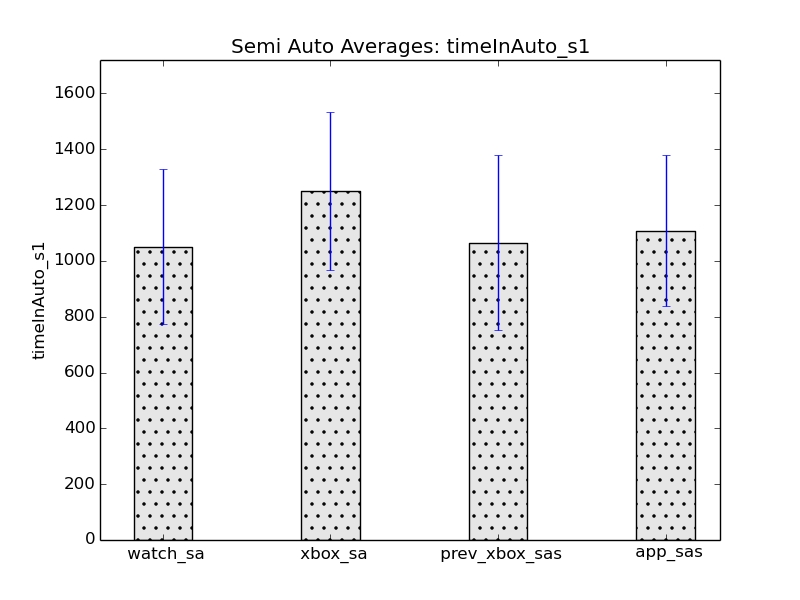 Semi Auto Averages: timeInAuto_s1
timeInAuto_s1
1600
1400
1200
1000
800
600
400
200
0
watch_sa
xbox_sa
prev_xbox_sas
app_sas